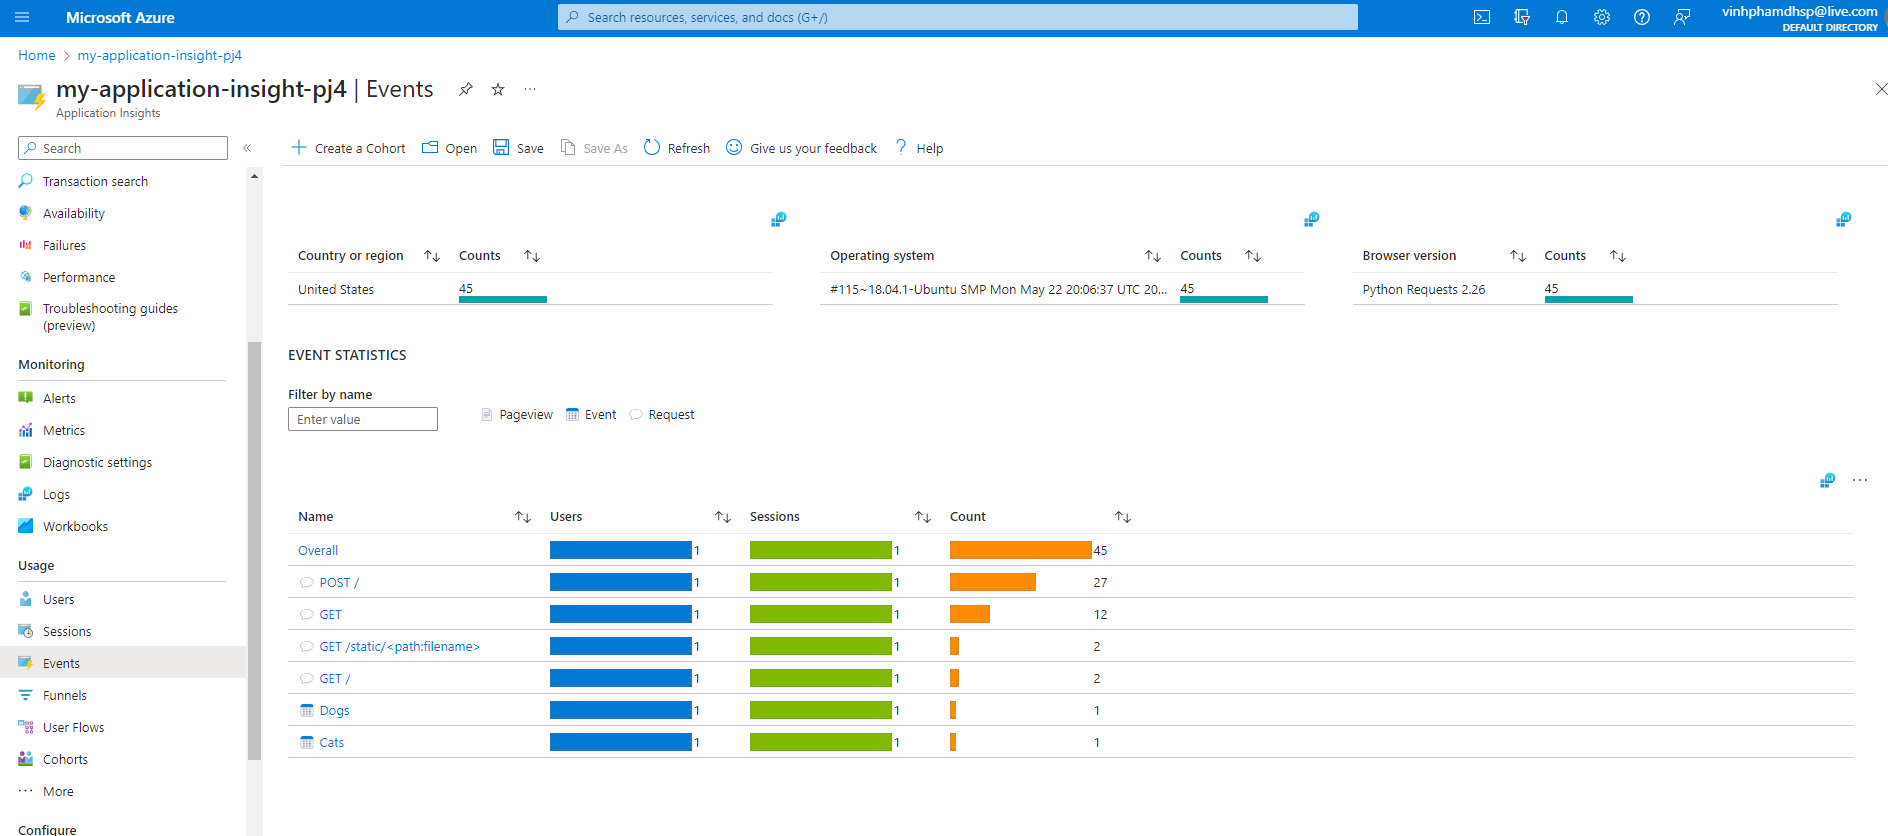 Microsoft Azure
Search resources, services, and docs (G+/)
vinhphamdhsp@live.com
DEFAULT DIRECTORY
Home > my-application-insight-pj4
my-application-insight-pj4 | Events
Application Insights
Search
Transaction search
Availability
Failures
Performance
Troubleshooting guides
(preview)
Monitoring
Alerts
Metrics
Diagnostic settings
Logs
Workbooks
Usage
Users
Sessions
Events
Funnels
User Flows
Cohorts
More
Configure
Create a Cohort Open Save Save As Refresh Give us your feedback Help
Country or region Counts
United States 45
Operating system Counts
#115~18.04.1-Ubuntu SMP Mon May 22 20:06:37 UTC 20... 45
Browser version Counts
Python Requests 2.26 45
EVENT STATISTICS
Filter by name
Enter value
Pageview Event Request
Name Users Sessions Count
Overall 1 1 45
POST / 1 1 27
GET 1 1 12
GET /static/<path:filename> 1 1 2
GET / 1 1 2
Dogs 1 1 1
Cats 1 1 1